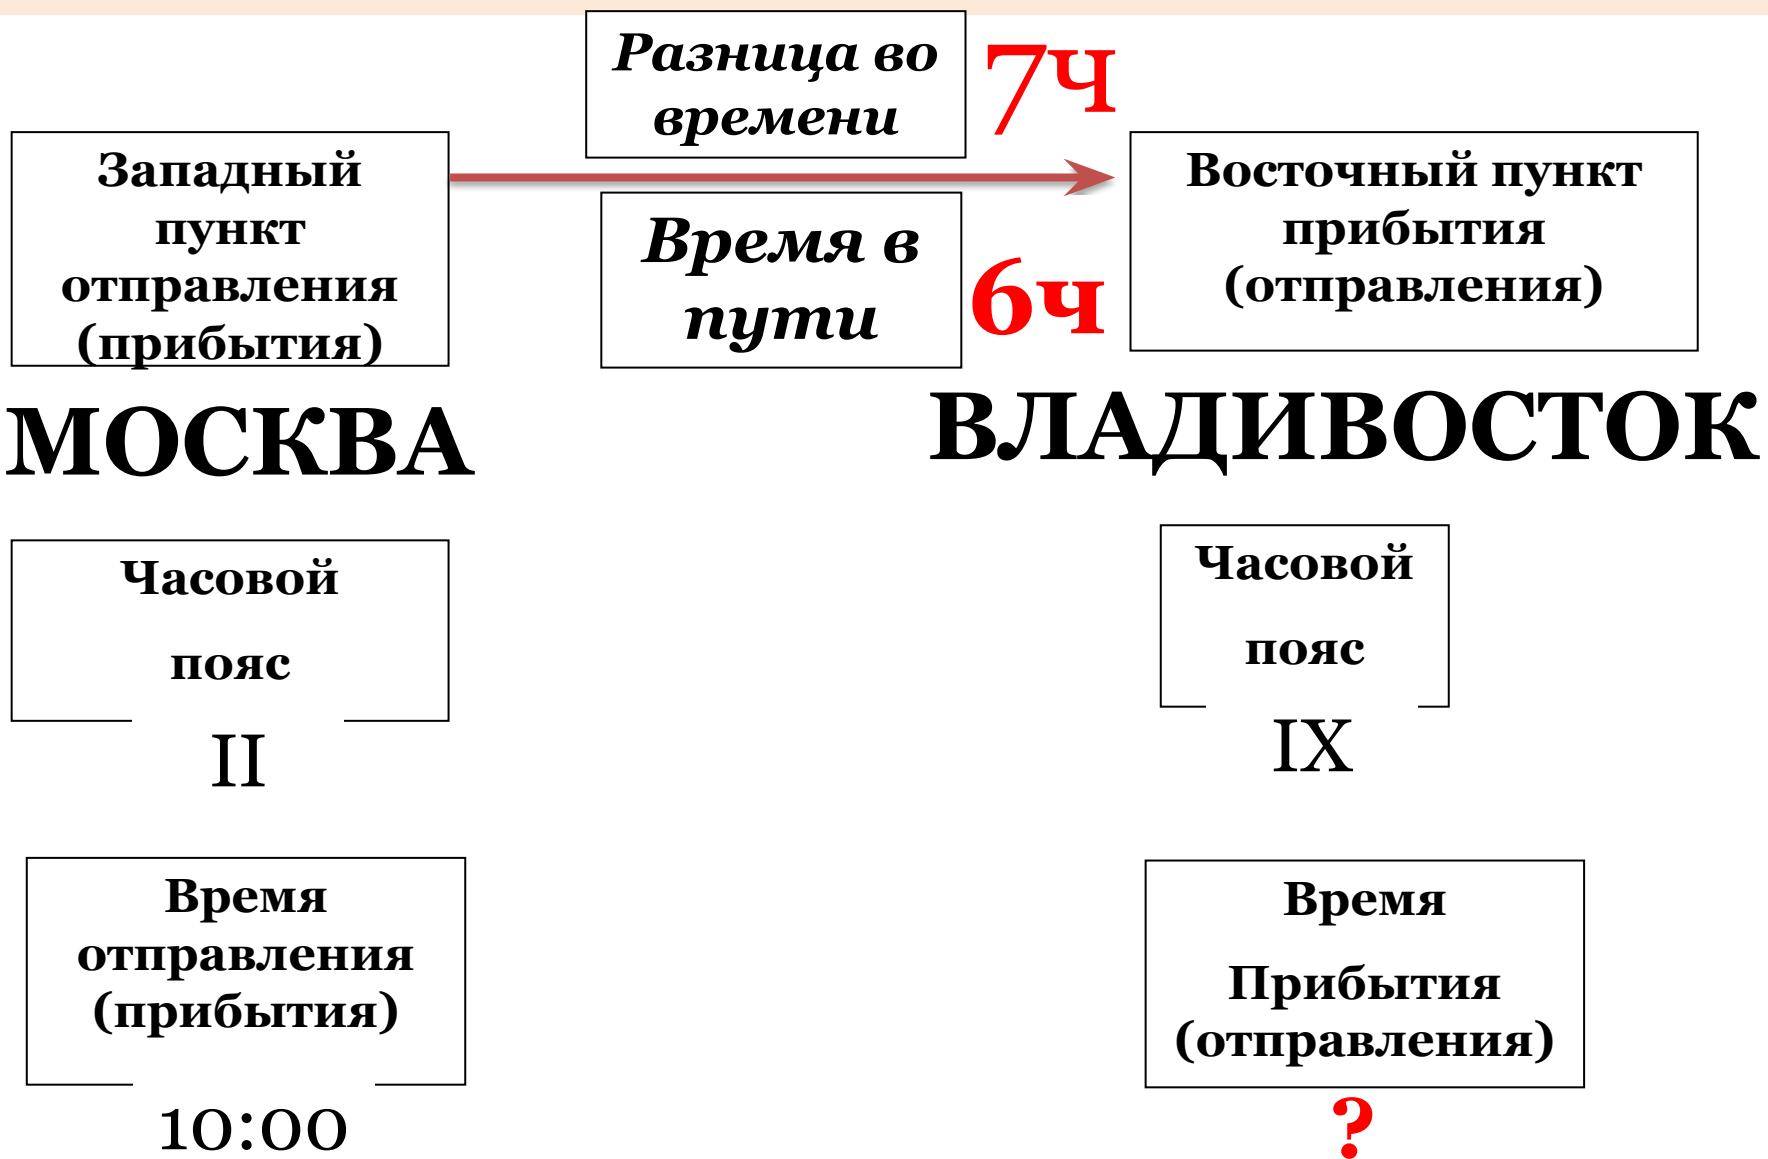 Разница во
времени
7Ч
Западный
пункт
отправления
(прибытия)
Время в
пути
6ч
Восточный пункт
прибытия
(отправления)
МОСКВА
ВЛАДИВОСТОК
Часовой
пояс
II
Часовой
пояс
IX
Время
отправления
(прибытия)
10:00
Время
Прибытия
(отправления)
?